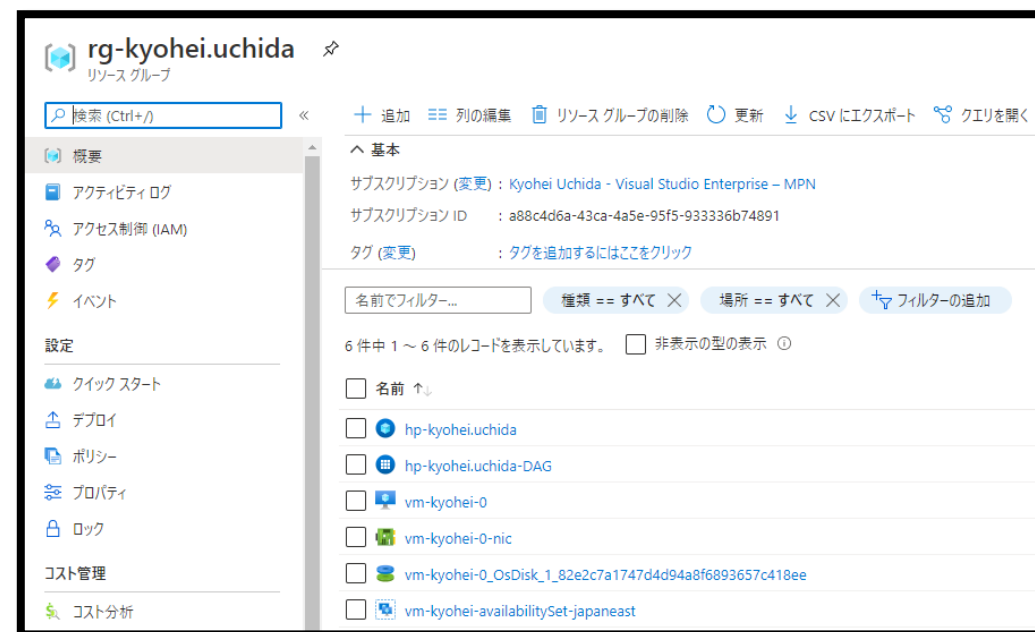 rg-kyohei.uchida
リソース グループ
検索 (Ctrl+/)
«
概要
アクティビティ ログ
アクセス制御 (IAM)
タグ
イベント
設定
クイック スタート
デプロイ
ポリシー
プロパティ
ロック
コスト管理
コスト分析
追加 列の編集 リソース グループの削除 更新 CSV にエクスポート クエリを開く
基本
サブスクリプション (変更) : Kyohei Uchida - Visual Studio Enterprise – MPN
サブスクリプション ID : a88c4d6a-43ca-4a5e-95f5-933336b74891
タグ (変更) : タグを追加するにはここをクリック
名前でフィルター... 種類 == すべて 場所 == すべて フィルターの追加
6 件中 1 ～ 6 件のレコードを表示しています。 非表示の型の表示
名前 ↑↓
hp-kyohei.uchida
hp-kyohei.uchida-DAG
vm-kyohei-0
vm-kyohei-0-nic
vm-kyohei-0_OsDisk_1_82e2c7a1747d4d94a8f6893657c418ee
vm-kyohei-availabilitySet-japaneast